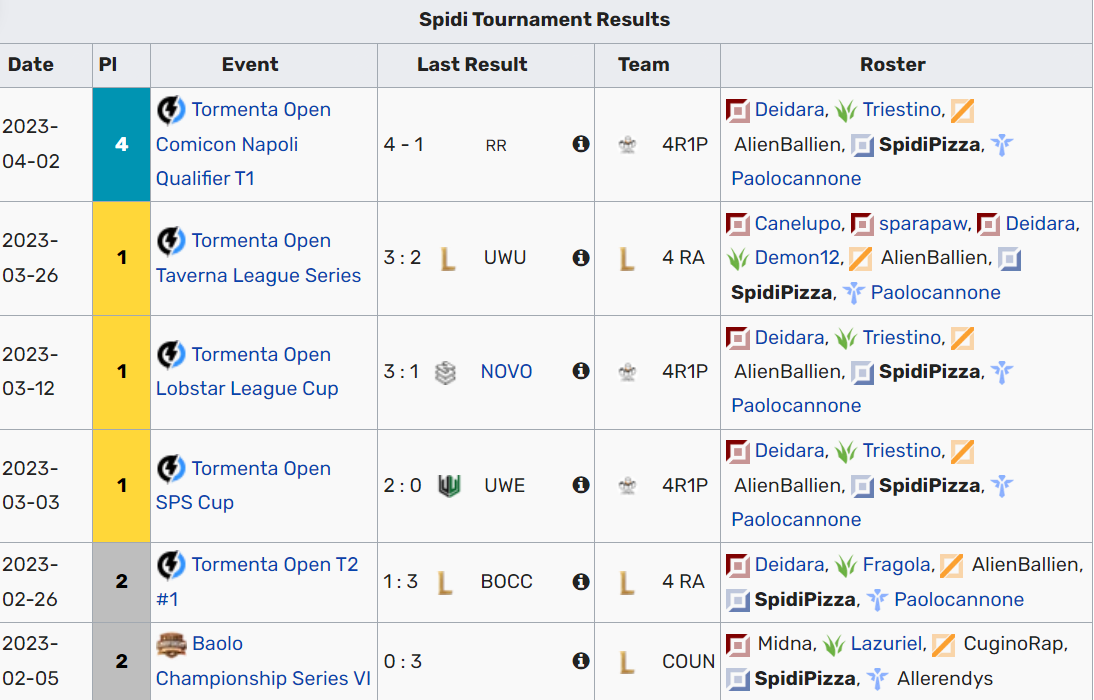 Spidi Tournament Results
Date Pl Event Last Result Team Roster
2023-04-02 4 Tormenta Open Comicon Napoli Qualifier T1 4 - 1 RR 4R1P Deidara, Triestino, AlienBallien, SpidiPizza, Paolocannone
2023-03-26 1 Tormenta Open Taverna League Series 3 : 2 UWU 4 RA Canelupo, sparapaw, Deidara, Demon12, AlienBallien, SpidiPizza, Paolocannone
2023-03-12 1 Tormenta Open Lobstar League Cup 3 : 1 NOVO 4R1P Deidara, Triestino, AlienBallien, SpidiPizza, Paolocannone
2023-03-03 1 Tormenta Open SPS Cup 2 : 0 UWE 4R1P Deidara, Triestino, AlienBallien, SpidiPizza, Paolocannone
2023-02-26 2 Tormenta Open T2 #1 1 : 3 BOCC 4 RA Deidara, Fragola, AlienBallien, SpidiPizza, Paolocannone
2023-02-05 2 Baolo Championship Series VI 0 : 3 COUN Midna, Lazuriel, CuginoRap, SpidiPizza, Allerendys